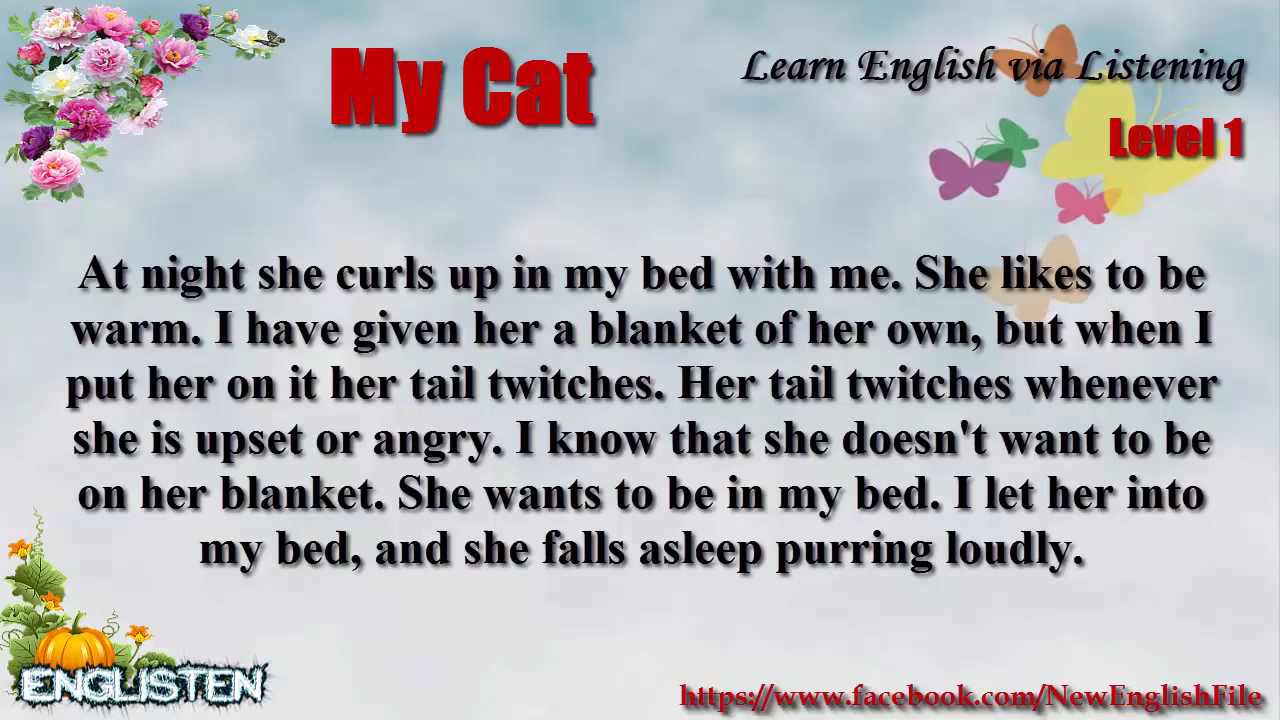 My Cat
Learn English via Listening
Level 1
At night she curls up in my bed with me. She likes to be
warm. I have given her a blanket of her own, but when I
put her on it her tail twitches. Her tail twitches whenever
she is upset or angry. I know that she doesn't want to be
on her blanket. She wants to be in my bed. I let her into
my bed, and she falls asleep purring loudly.
ENGLISTEN
https://www.facebook.com/NewEnglishFile